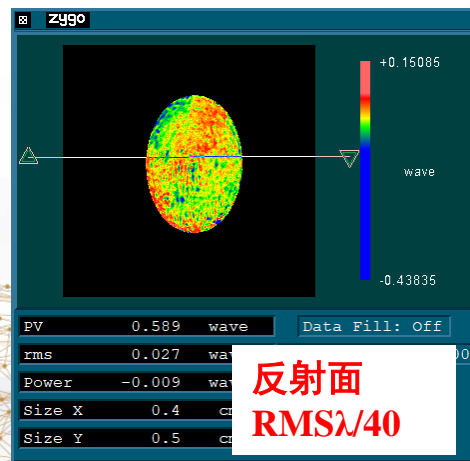 zygo
+0.15085
wave
-0.43835
PV 0.589 wave Data Fill: Off
rms 0.027
Power -0.009
Size X 0.4
Size Y 0.5
反射面
RMSλ/40